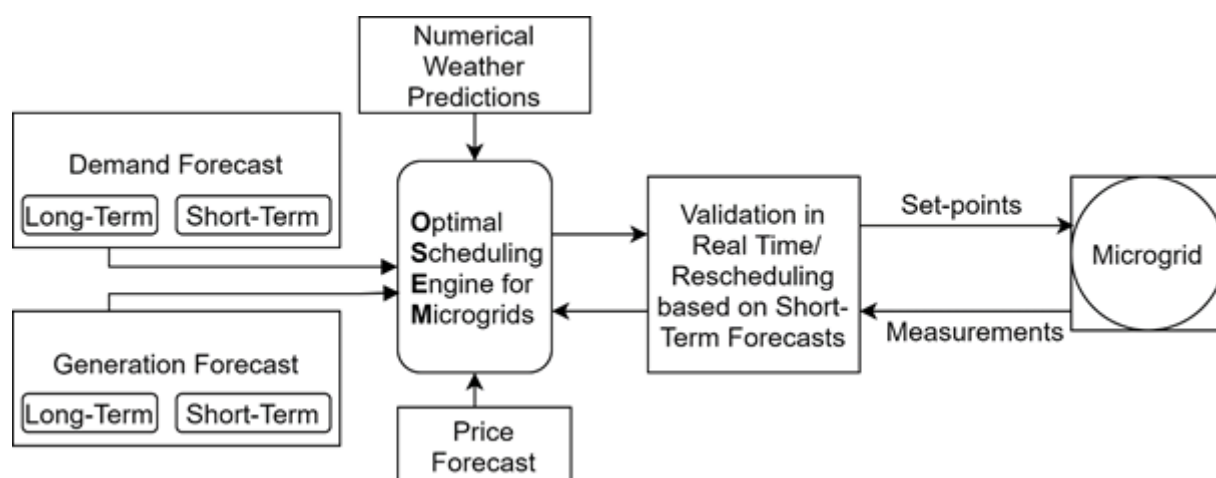 Numerical
Weather
Predictions
Demand Forecast
Long-Term
Short-Term
Generation Forecast
Long-Term
Short-Term
Optimal
Scheduling
Engine for
Microgrids
Price
Forecast
Validation in
Real Time/
Rescheduling
based on Short-
Term Forecasts
Set-points
Measurements
Microgrid